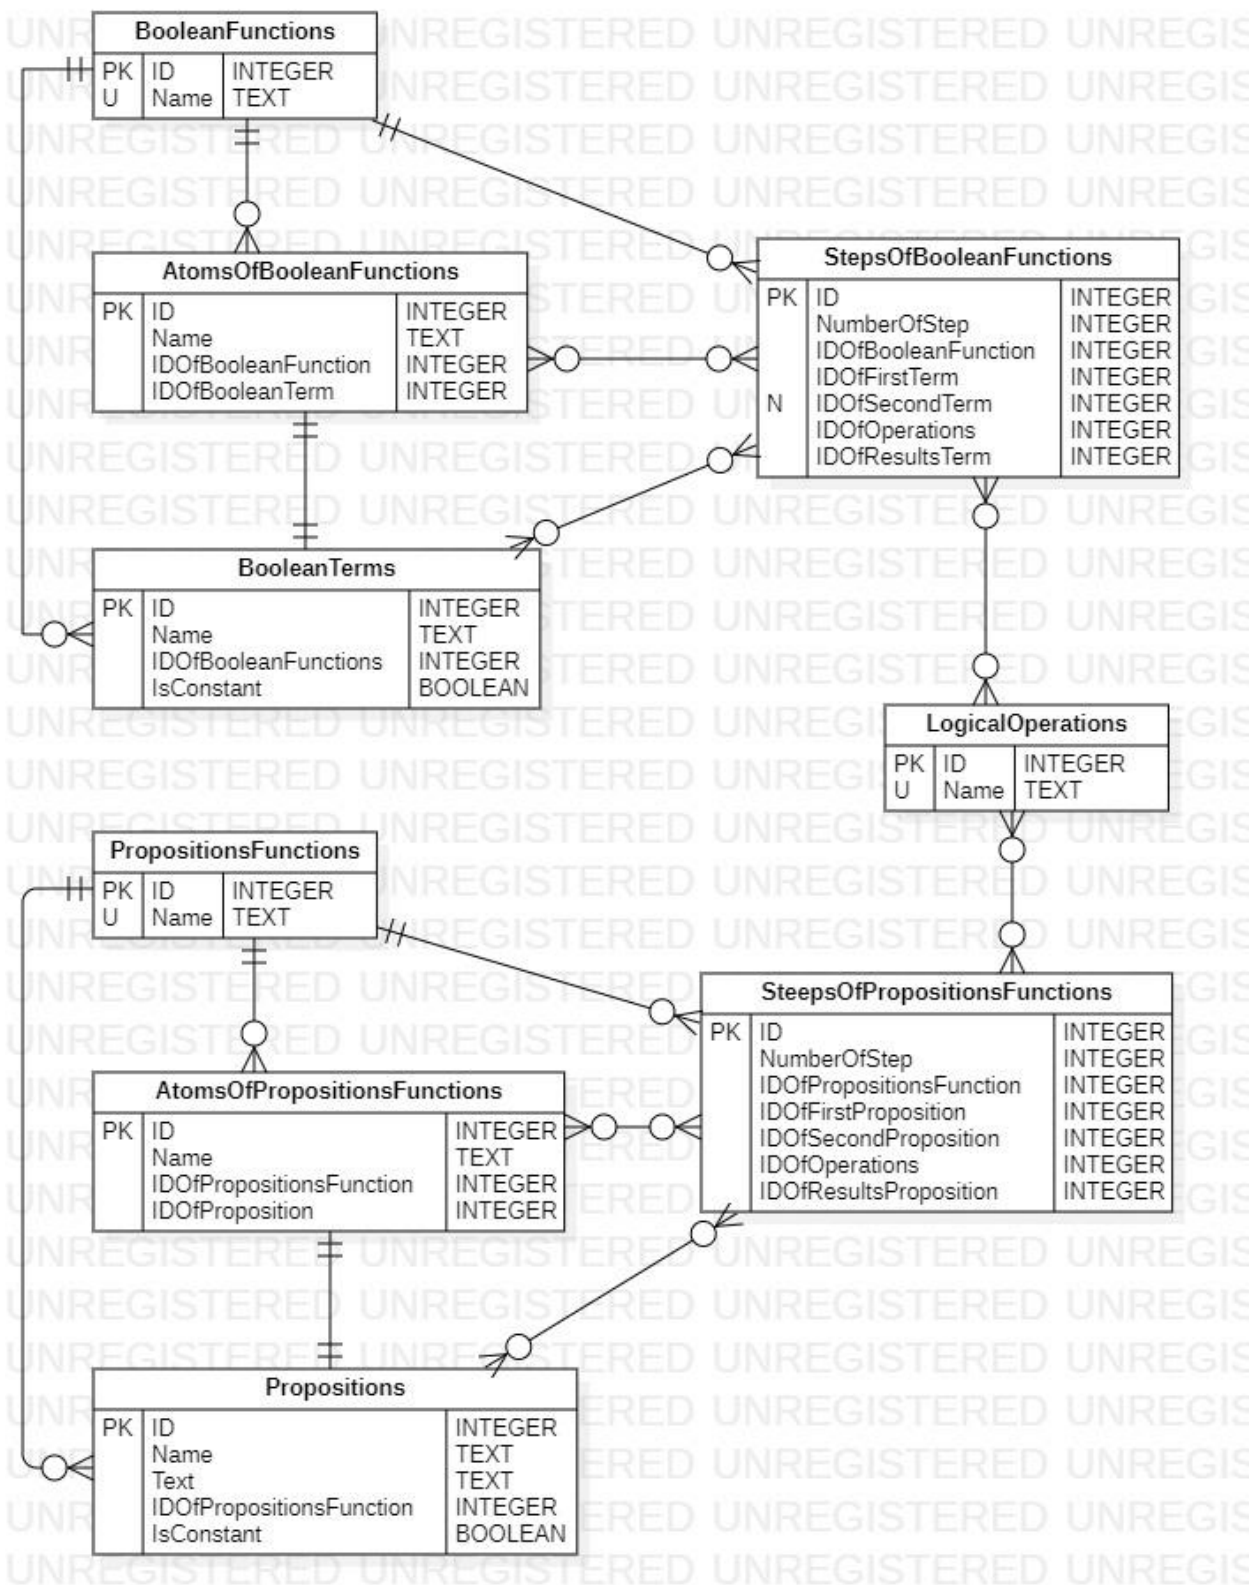 BooleanFunctions
PK ID INTEGER
U Name TEXT
AtomsOfBooleanFunctions
PK ID INTEGER
Name TEXT
IDOfBooleanFunction INTEGER
IDOfBooleanTerm INTEGER
StepsOfBooleanFunctions
PK ID INTEGER
NumberOfStep INTEGER
IDOfBooleanFunction INTEGER
IDOfFirstTerm INTEGER
N IDOfSecondTerm INTEGER
IDOfOperations INTEGER
IDOfResultsTerm INTEGER
BooleanTerms
PK ID INTEGER
Name TEXT
IDOfBooleanFunctions INTEGER
IsConstant BOOLEAN
LogicalOperations
PK ID INTEGER
U Name TEXT
PropositionsFunctions
PK ID INTEGER
U Name TEXT
SteepsOfPropositionsFunctions
PK ID INTEGER
NumberOfStep INTEGER
IDOfPropositionsFunction INTEGER
IDOfFirstProposition INTEGER
IDOfSecondProposition INTEGER
IDOfOperations INTEGER
IDOfResultsProposition INTEGER
AtomsOfPropositionsFunctions
PK ID INTEGER
Name TEXT
IDOfPropositionsFunction INTEGER
IDOfProposition INTEGER
Propositions
PK ID INTEGER
Name TEXT
Text TEXT
IDOfPropositionsFunction INTEGER
IsConstant BOOLEAN
UNREGISTERED UNREGISTERED UNREGIS